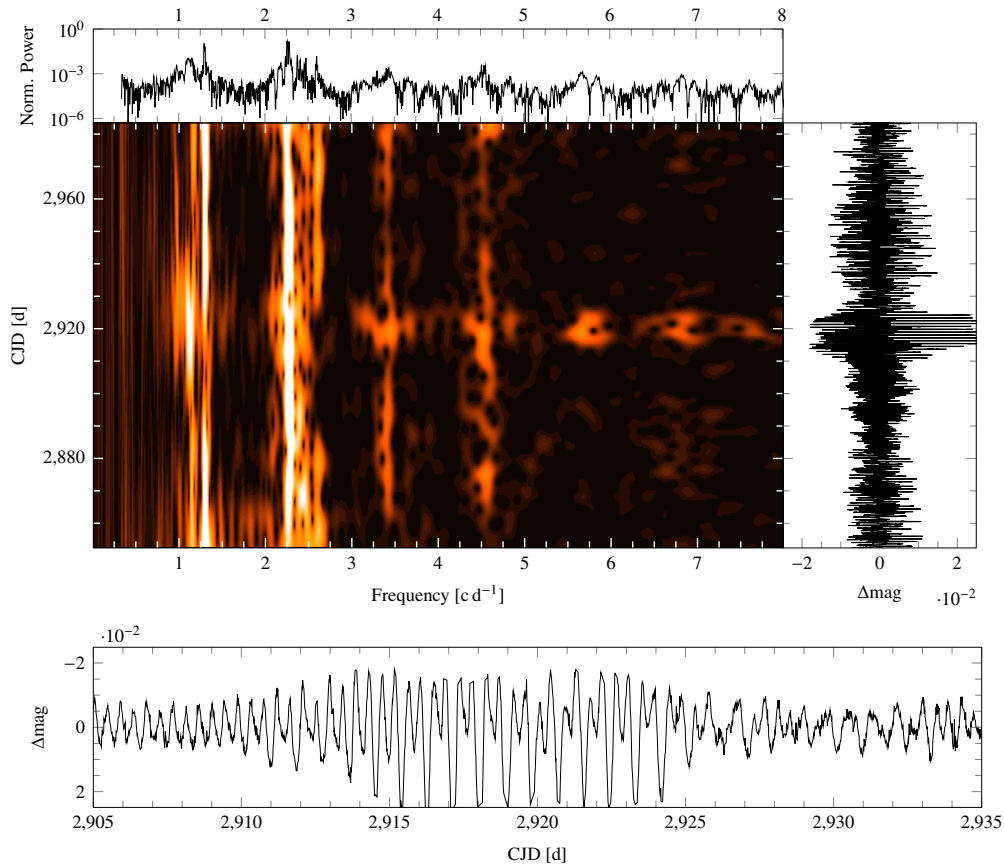 1 2 3 4 5 6 7 8
10⁰
10⁻³
10⁻⁶
Norm. Power
2,960
2,920
2,880
CJD [d]
1 2 3 4 5 6 7
−2 0 2
Frequency [c d⁻¹]
Δmag
·10⁻²
·10⁻²
−2
0
2
Δmag
2,905 2,910 2,915 2,920 2,925 2,930 2,935
CJD [d]